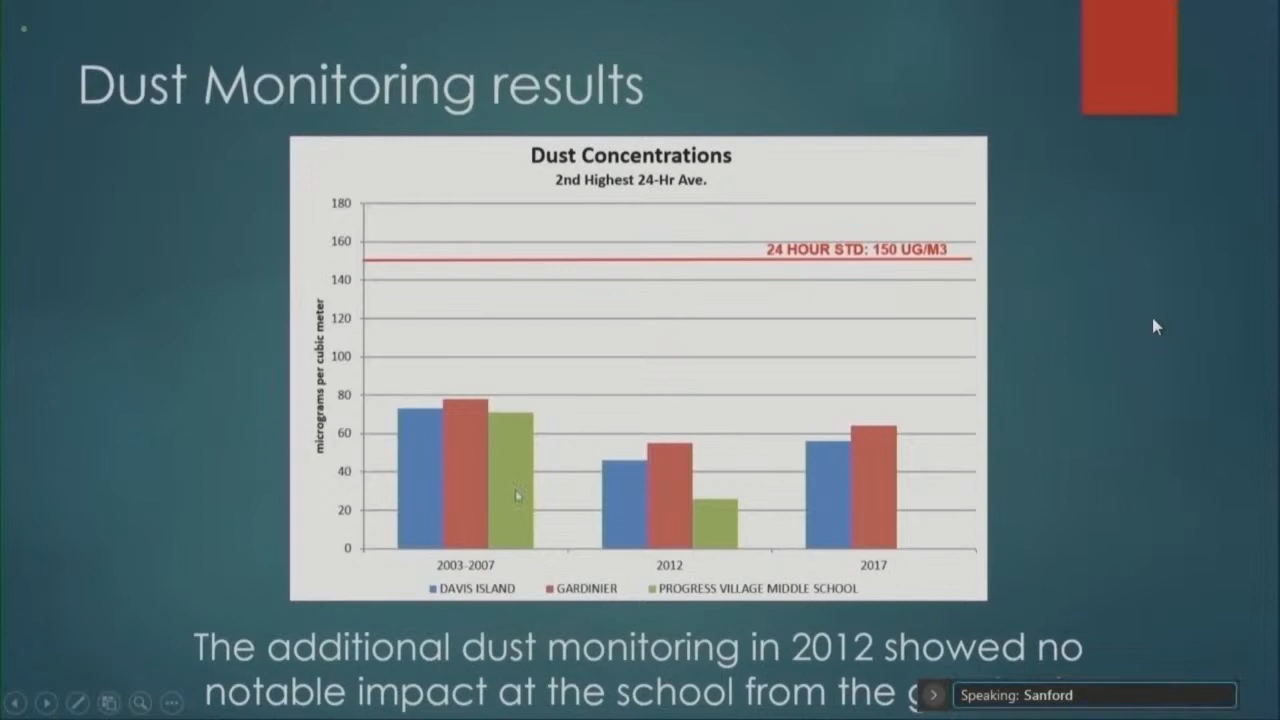 Dust Monitoring results
Dust Concentrations
2nd Highest 24-Hr Ave.
180
160
24 HOUR STD: 150 UG/M3
140
120
100
80
60
40
20
0
micrograms per cubic meter
2003-2007
2012
2017
DAVIS ISLAND
GARDINIER
PROGRESS VILLAGE MIDDLE SCHOOL
The additional dust monitoring in 2012 showed no
notable impact at the school from the
Speaking: Sanford